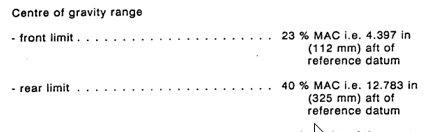 Centre of gravity range
- front limit . . . . . . . . . . . . . . . . . . . . . . . 23 % MAC i.e. 4.397 in
(112 mm) aft of
reference datum
- rear limit . . . . . . . . . . . . . . . . . . . . . . . . 40 % MAC i.e. 12.783 in
(325 mm) aft of
reference datum